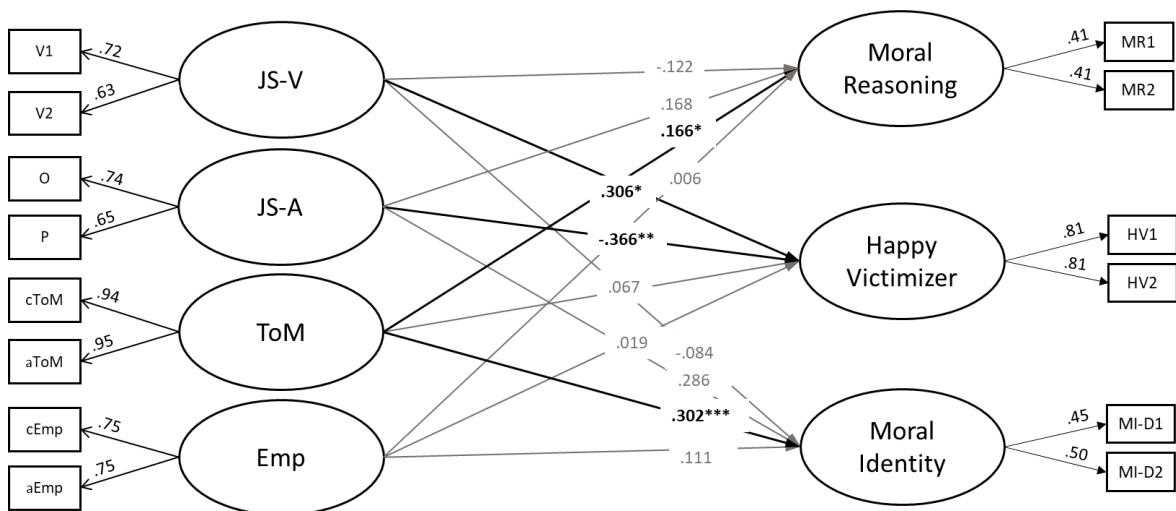 V1
.72
V2
.63
JS-V
O
.74
P
.65
JS-A
cToM
.94
aToM
.95
ToM
cEmp
.75
aEmp
.75
Emp
-.122
.168
.166*
.006
.306*
-.366**
.067
.019
-.084
.286
.302***
.111
Moral
Reasoning
.41
MR1
.41
MR2
Happy
Victimizer
.81
HV1
.81
HV2
Moral
Identity
.45
MI-D1
.50
MI-D2